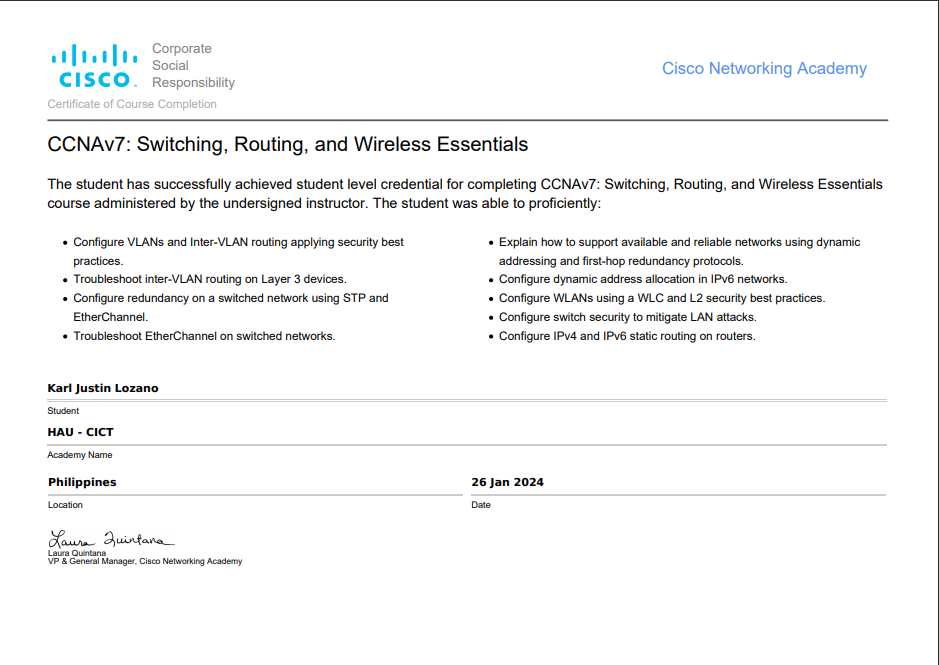 Corporate
Social
Responsibility
CISCO
Cisco Networking Academy
Certificate of Course Completion
CCNAv7: Switching, Routing, and Wireless Essentials
The student has successfully achieved student level credential for completing CCNAv7: Switching, Routing, and Wireless Essentials
course administered by the undersigned instructor. The student was able to proficiently:
• Configure VLANs and Inter-VLAN routing applying security best
practices.
• Troubleshoot inter-VLAN routing on Layer 3 devices.
• Configure redundancy on a switched network using STP and
EtherChannel.
• Troubleshoot EtherChannel on switched networks.
• Explain how to support available and reliable networks using dynamic
addressing and first-hop redundancy protocols.
• Configure dynamic address allocation in IPv6 networks.
• Configure WLANs using a WLC and L2 security best practices.
• Configure switch security to mitigate LAN attacks.
• Configure IPv4 and IPv6 static routing on routers.
Karl Justin Lozano
Student
HAU - CICT
Academy Name
Philippines
Location
26 Jan 2024
Date
Laura Quintana
Laura Quintana
VP & General Manager, Cisco Networking Academy